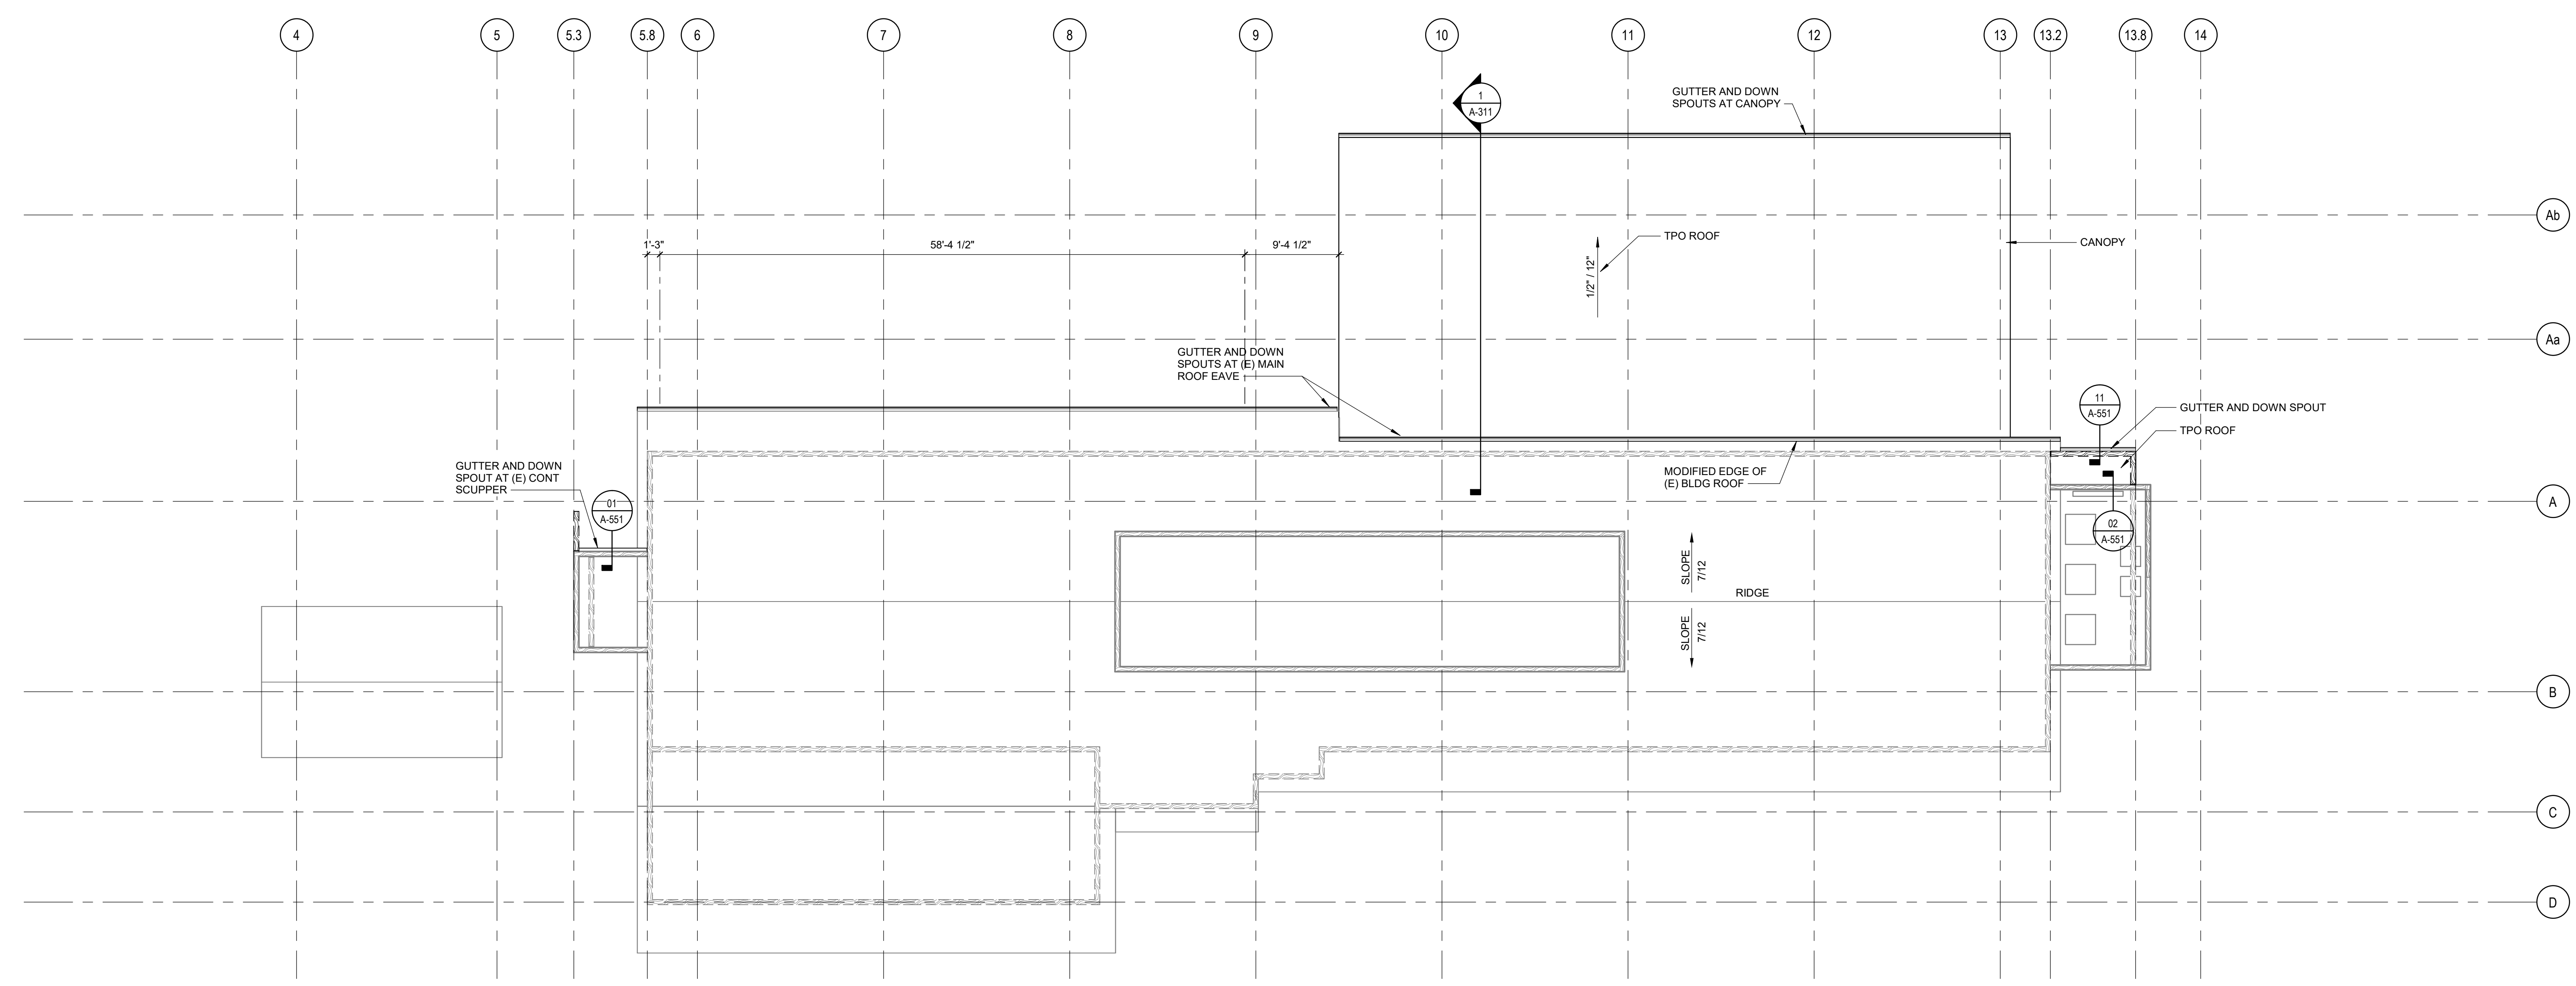 4
5
5.3
5.8
6
7
8
9
10
11
12
13
13.2
13.8
14
1
A-311
GUTTER AND DOWN
SPOUTS AT CANOPY
Ab
1'-3"
58'-4 1/2"
9'-4 1/2"
TPO ROOF
1/2" / 12"
CANOPY
Aa
GUTTER AND DOWN
SPOUTS AT (E) MAIN
ROOF EAVE
11
A-551
GUTTER AND DOWN SPOUT
TPO ROOF
GUTTER AND DOWN
SPOUT AT (E) CONT
SCUPPER
MODIFIED EDGE OF
(E) BLDG ROOF
01
A-551
A
02
A-551
SLOPE
7/12
RIDGE
SLOPE
7/12
B
C
D